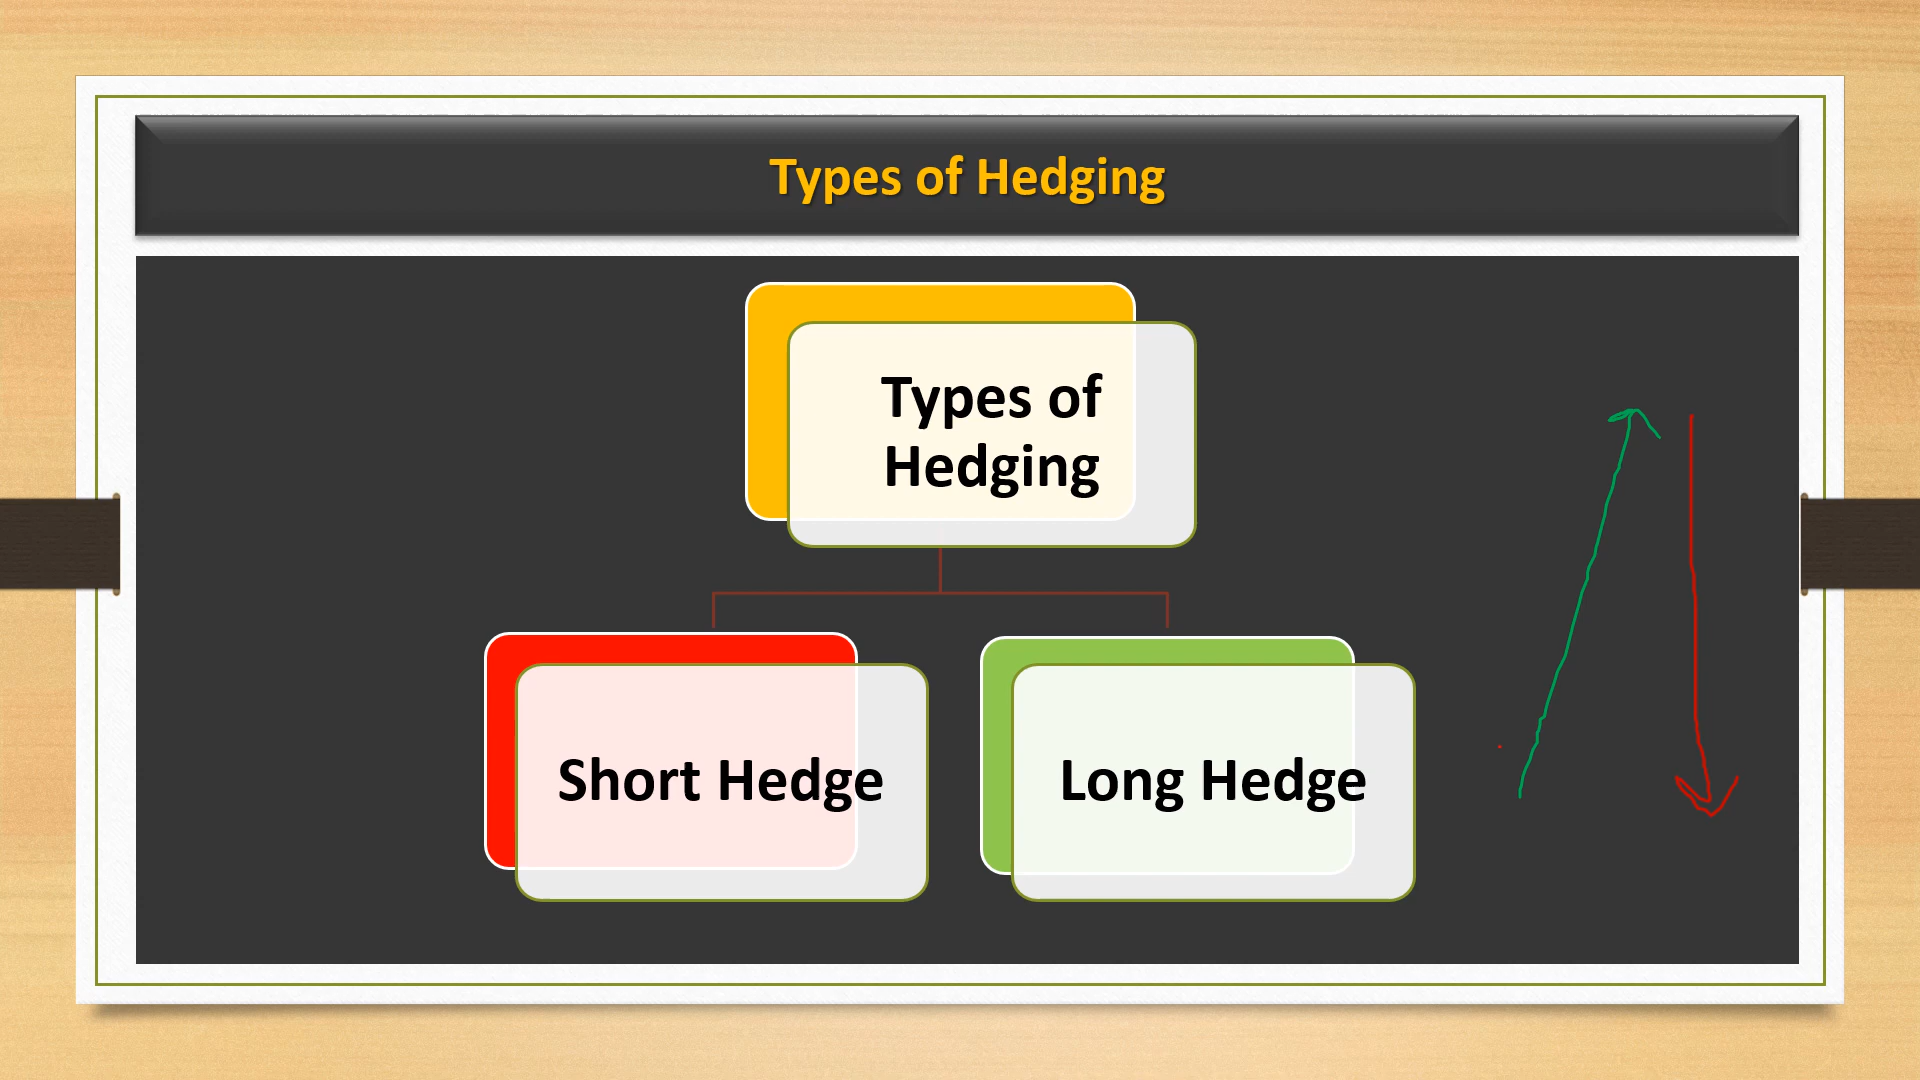 Types of Hedging
Types of
Hedging
Short Hedge
Long Hedge